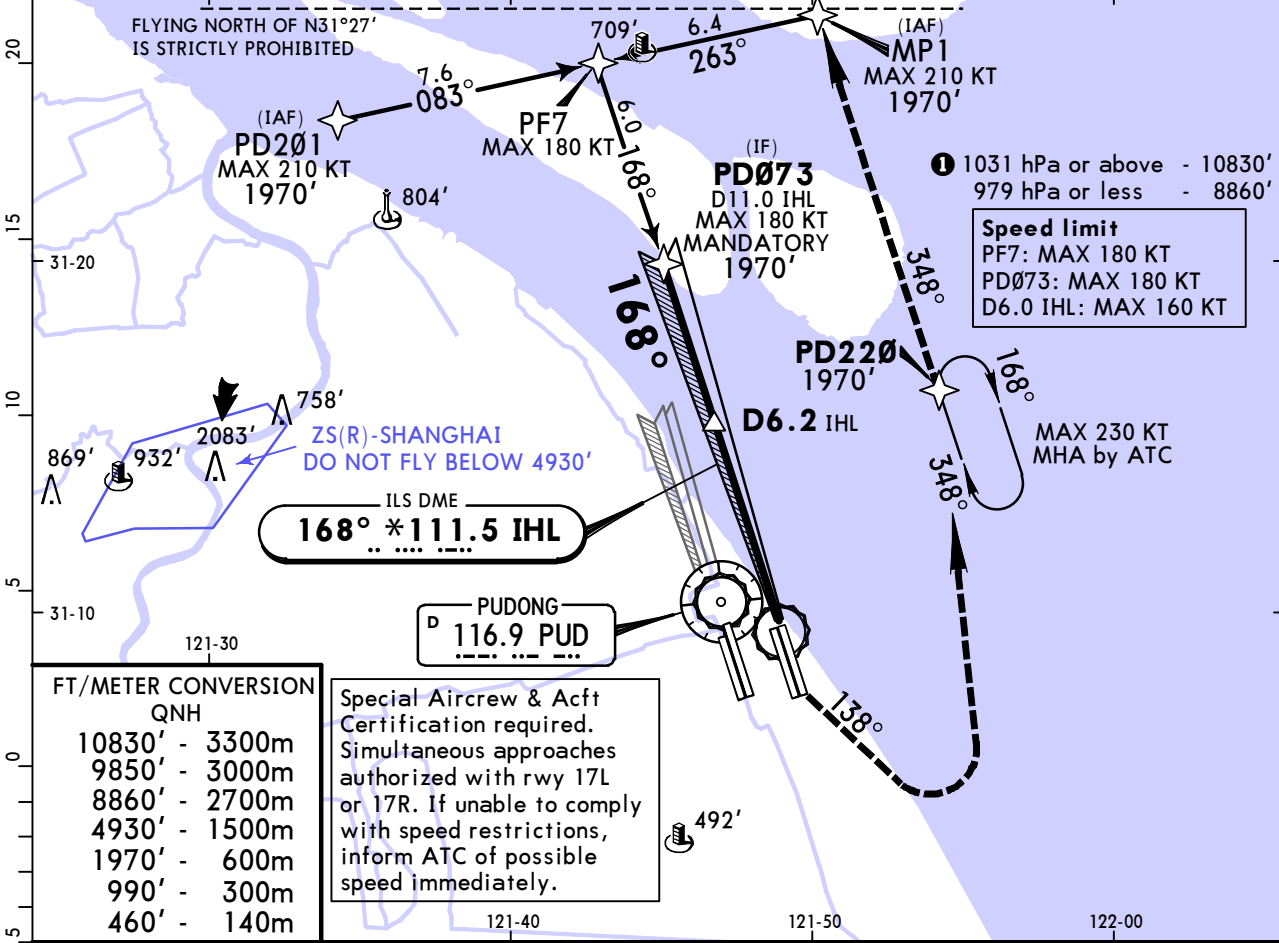 FLYING NORTH OF N31°27'
IS STRICTLY PROHIBITED
709'
6.4
263°
(IAF)
MP1
MAX 210 KT
1970'
7.6
083°
(IAF)
PD2Ø1
MAX 210 KT
1970'
PF7
MAX 180 KT
6.0
168°
(IF)
PDØ73
D11.0 IHL
MAX 180 KT
MANDATORY
1970'
❶ 1031 hPa or above - 10830'
979 hPa or less - 8860'
Speed limit
PF7: MAX 180 KT
PDØ73: MAX 180 KT
D6.0 IHL: MAX 160 KT
804'
20
15
10
5
0
5
31-20
31-10
168°
348°
PD22Ø
1970'
168°
348°
MAX 230 KT
MHA by ATC
D6.2 IHL
758'
2083'
932'
869'
ZS(R)-SHANGHAI
DO NOT FLY BELOW 4930'
ILS DME
168° *111.5 IHL
.. .... .-..
PUDONG
D 116.9 PUD
.--. ..- -..
138°
121-30
FT/METER CONVERSION
QNH
10830' - 3300m
9850' - 3000m
8860' - 2700m
4930' - 1500m
1970' - 600m
990' - 300m
460' - 140m
Special Aircrew & Acft
Certification required.
Simultaneous approaches
authorized with rwy 17L
or 17R. If unable to comply
with speed restrictions,
inform ATC of possible
speed immediately.
492'
121-40
121-50
122-00